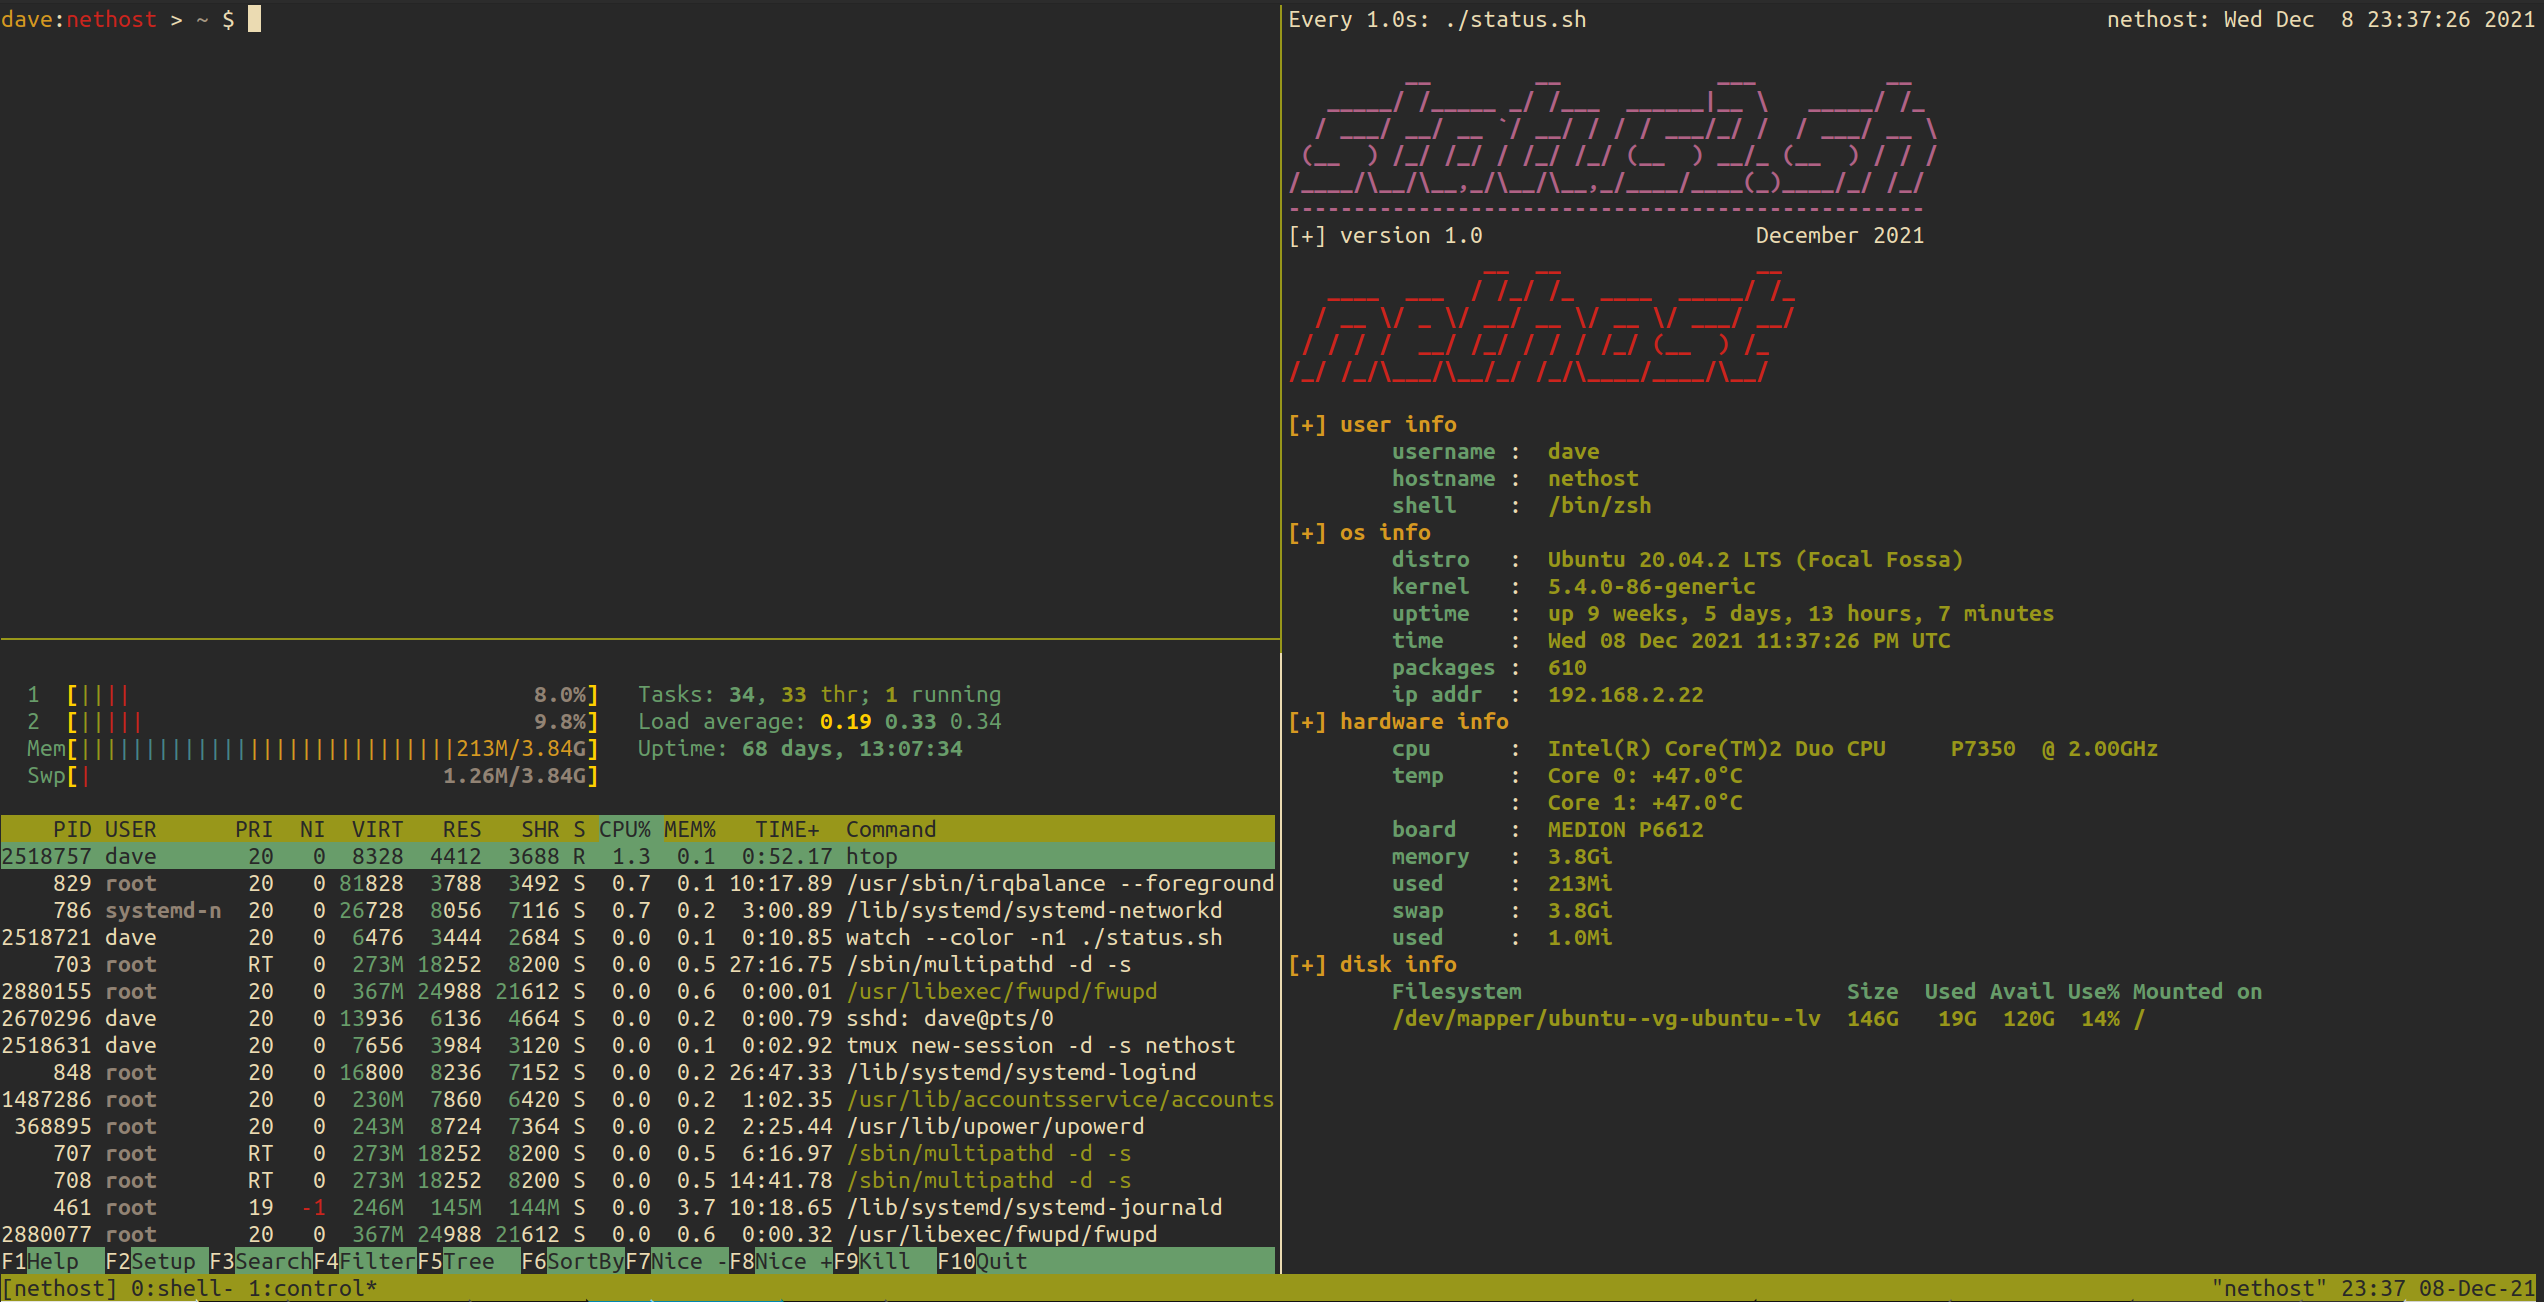 dave:nethost > ~ $
1 [|||| 8.0%] Tasks: 34, 33 thr; 1 running
2 [||||| 9.8%] Load average: 0.19 0.33 0.34
Mem[|||||||||||||||||||||||||||||213M/3.84G] Uptime: 68 days, 13:07:34
Swp[| 1.26M/3.84G]
PID USER PRI NI VIRT RES SHR S CPU% MEM% TIME+ Command
2518757 dave 20 0 8328 4412 3688 R 1.3 0.1 0:52.17 htop
829 root 20 0 81828 3788 3492 S 0.7 0.1 10:17.89 /usr/sbin/irqbalance --foreground
786 systemd-n 20 0 26728 8056 7116 S 0.7 0.2 3:00.89 /lib/systemd/systemd-networkd
2518721 dave 20 0 6476 3444 2684 S 0.0 0.1 0:10.85 watch --color -n1 ./status.sh
703 root RT 0 273M 18252 8200 S 0.0 0.5 27:16.75 /sbin/multipathd -d -s
2880155 root 20 0 367M 24988 21612 S 0.0 0.6 0:00.01 /usr/libexec/fwupd/fwupd
2670296 dave 20 0 13936 6136 4664 S 0.0 0.2 0:00.79 sshd: dave@pts/0
2518631 dave 20 0 7656 3984 3120 S 0.0 0.1 0:02.92 tmux new-session -d -s nethost
848 root 20 0 16800 8236 7152 S 0.0 0.2 26:47.33 /lib/systemd/systemd-logind
1487286 root 20 0 230M 7860 6420 S 0.0 0.2 1:02.35 /usr/lib/accountsservice/accounts
368895 root 20 0 243M 8724 7364 S 0.0 0.2 2:25.44 /usr/lib/upower/upowerd
707 root RT 0 273M 18252 8200 S 0.0 0.5 6:16.97 /sbin/multipathd -d -s
708 root RT 0 273M 18252 8200 S 0.0 0.5 14:41.78 /sbin/multipathd -d -s
461 root 19 -1 246M 145M 144M S 0.0 3.7 10:18.65 /lib/systemd/systemd-journald
2880077 root 20 0 367M 24988 21612 S 0.0 0.6 0:00.32 /usr/libexec/fwupd/fwupd
F1Help F2Setup F3SearchF4FilterF5Tree F6SortByF7Nice -F8Nice +F9Kill F10Quit
Every 1.0s: ./status.sh nethost: Wed Dec 8 23:37:26 2021
status.sh
-------------------------------------------------
[+] version 1.0 December 2021
nethost
[+] user info
username : dave
hostname : nethost
shell : /bin/zsh
[+] os info
distro : Ubuntu 20.04.2 LTS (Focal Fossa)
kernel : 5.4.0-86-generic
uptime : up 9 weeks, 5 days, 13 hours, 7 minutes
time : Wed 08 Dec 2021 11:37:26 PM UTC
packages : 610
ip addr : 192.168.2.22
[+] hardware info
cpu : Intel(R) Core(TM)2 Duo CPU P7350 @ 2.00GHz
temp : Core 0: +47.0°C
: Core 1: +47.0°C
board : MEDION P6612
memory : 3.8Gi
used : 213Mi
swap : 3.8Gi
used : 1.0Mi
[+] disk info
Filesystem Size Used Avail Use% Mounted on
/dev/mapper/ubuntu--vg-ubuntu--lv 146G 19G 120G 14% /
[nethost] 0:shell- 1:control* "nethost" 23:37 08-Dec-21